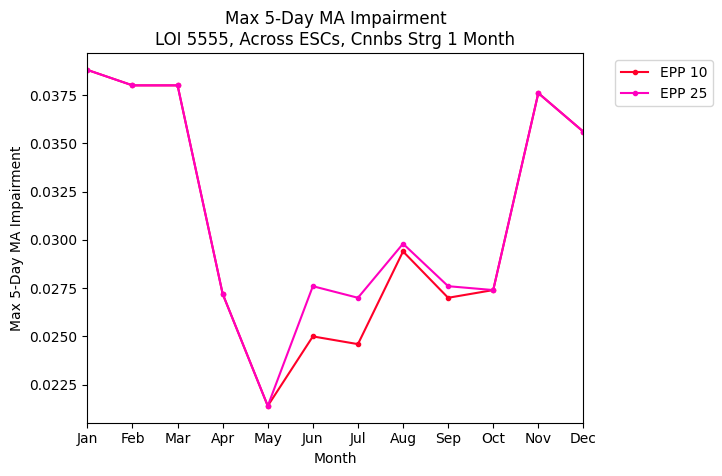 Max 5-Day MA Impairment
LOI 5555, Across ESCs, Cnnbs Strg 1 Month
EPP 10
EPP 25
Max 5-Day MA Impairment
0.0375
0.0350
0.0325
0.0300
0.0275
0.0250
0.0225
Jan Feb Mar Apr May Jun Jul Aug Sep Oct Nov Dec
Month